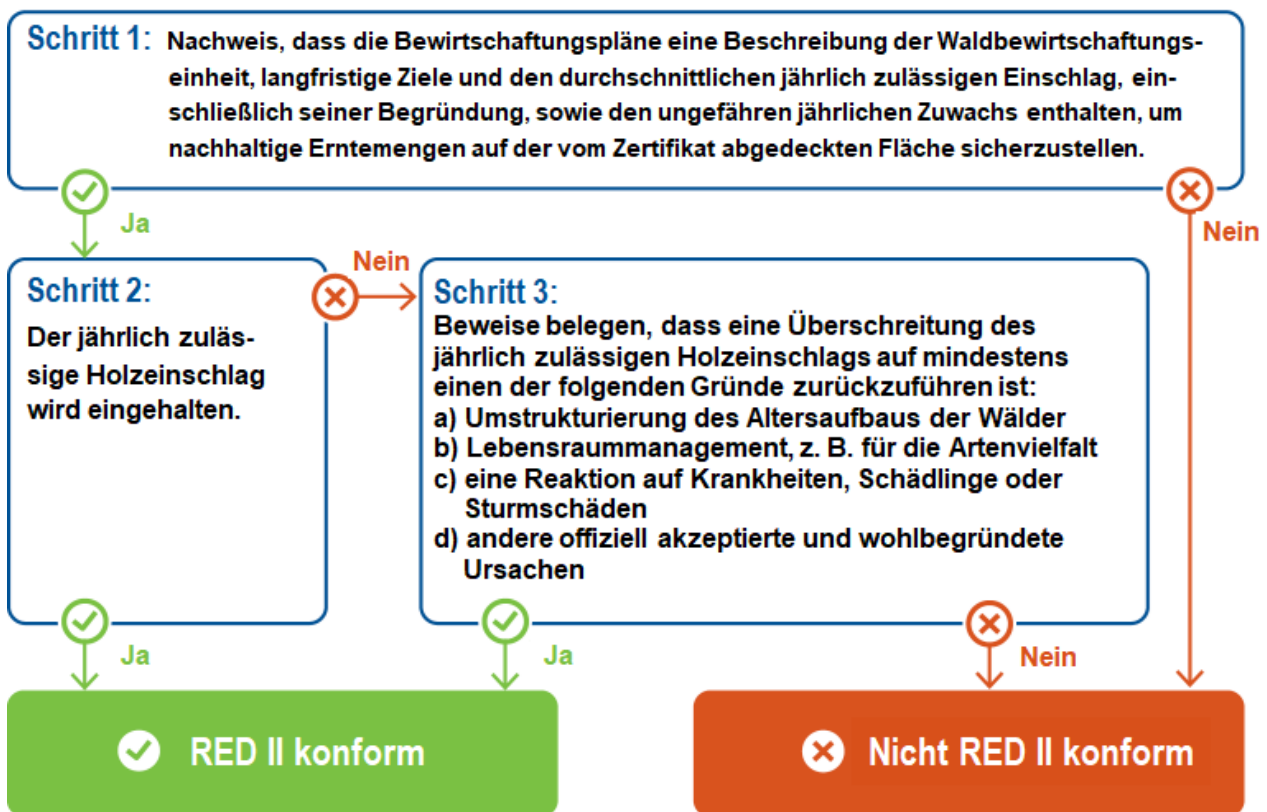 Schritt 1: Nachweis, dass die Bewirtschaftungspläne eine Beschreibung der Waldbewirtschaftungs-
einheit, langfristige Ziele und den durchschnittlichen jährlich zulässigen Einschlag, ein-
schließlich seiner Begründung, sowie den ungefähren jährlichen Zuwachs enthalten, um
nachhaltige Erntemengen auf der vom Zertifikat abgedeckten Fläche sicherzustellen.
Ja
Nein
Schritt 2:
Der jährlich zuläs-
sige Holzeinschlag
wird eingehalten.
Nein
Schritt 3:
Beweise belegen, dass eine Überschreitung des
jährlich zulässigen Holzeinschlags auf mindestens
einen der folgenden Gründe zurückzuführen ist:
a) Umstrukturierung des Altersaufbaus der Wälder
b) Lebensraummanagement, z. B. für die Artenvielfalt
c) eine Reaktion auf Krankheiten, Schädlinge oder
Sturmschäden
d) andere offiziell akzeptierte und wohlbegründete
Ursachen
Ja
Ja
Nein
RED II konform
Nicht RED II konform